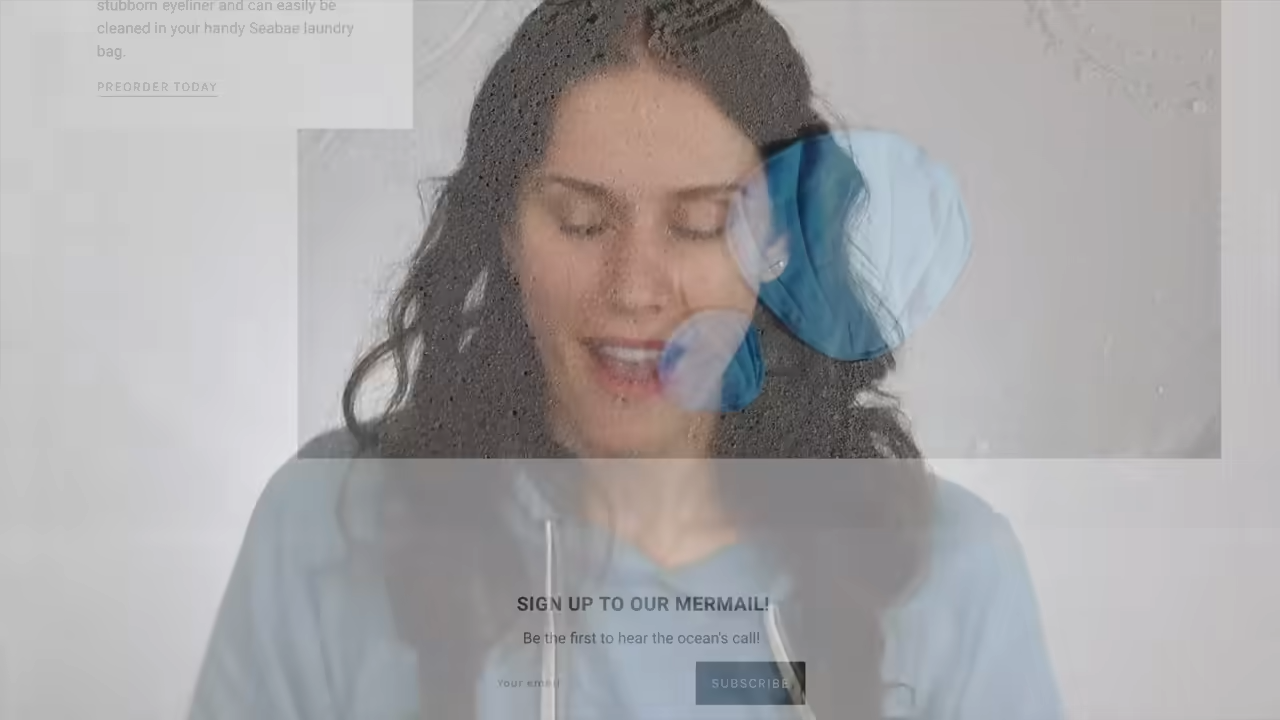 stubborn eyeliner and can easily be
cleaned in your handy Seabae laundry
bag.
PREORDER TODAY
SIGN UP TO OUR MERMAIL!
Be the first to hear the ocean's call!
Your email
SUBSCRIBE